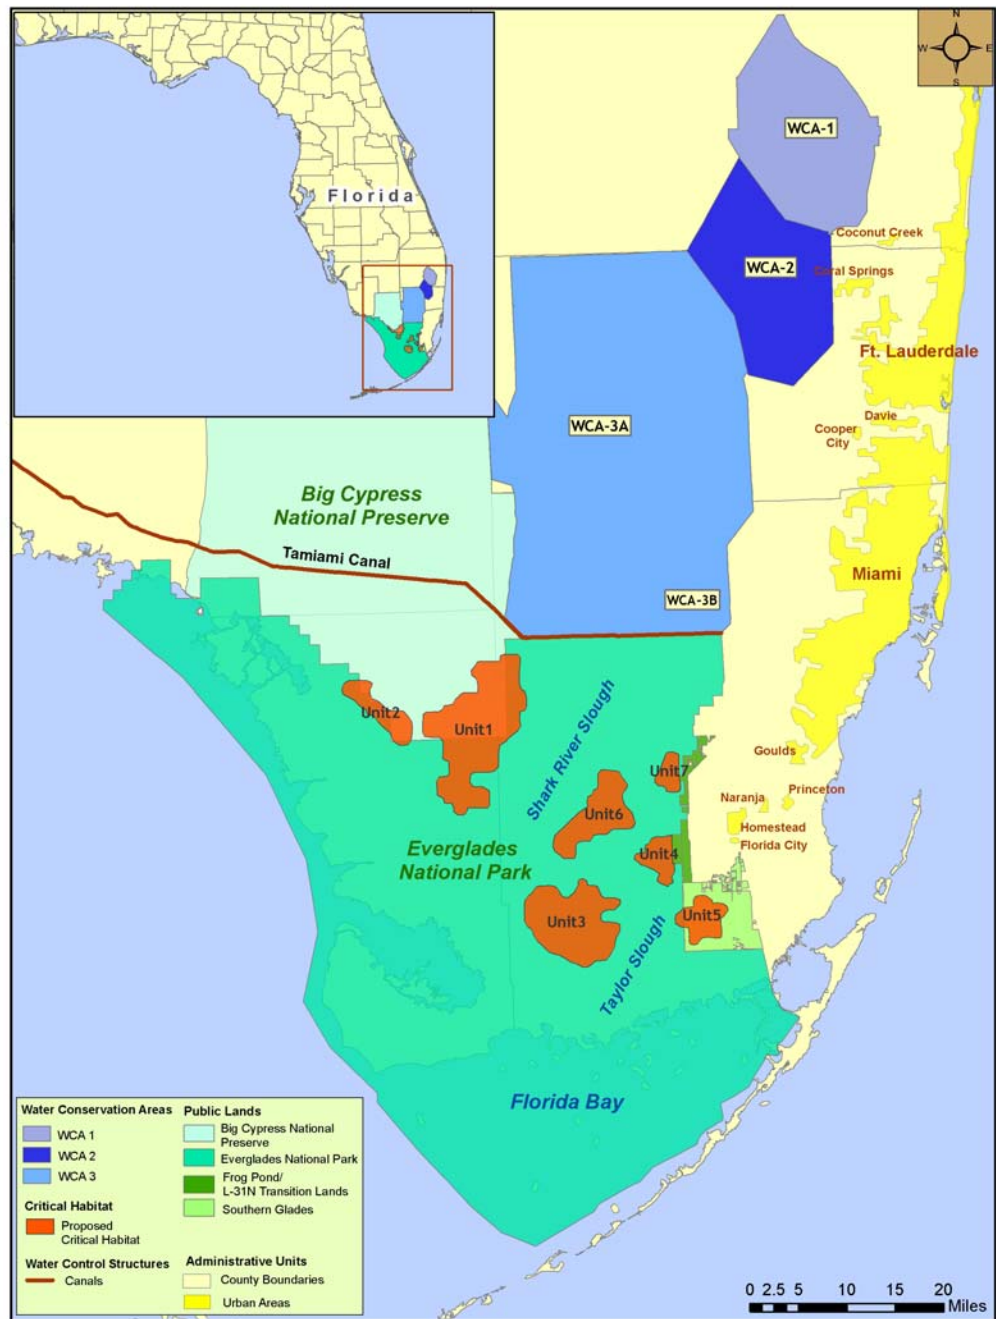 N
W E
S
Florida
WCA-1
WCA-2
WCA-3A
WCA-3B
Coconut Creek
Coral Springs
Ft. Lauderdale
Davie
Cooper
City
Miami
Big Cypress
National Preserve
Tamiami Canal
Unit2
Unit1
Shark River Slough
Unit7
Unit6
Unit4
Unit3
Unit5
Goulds
Princeton
Naranja
Homestead
Florida City
Everglades
National Park
Taylor Slough
Florida Bay
Water Conservation Areas
WCA 1
WCA 2
WCA 3
Critical Habitat
Proposed
Critical Habitat
Water Control Structures
Canals
Public Lands
Big Cypress National
Preserve
Everglades National Park
Frog Pond/
L-31N Transition Lands
Southern Glades
Administrative Units
County Boundaries
Urban Areas
0 2.5 5 10 15 20
Miles